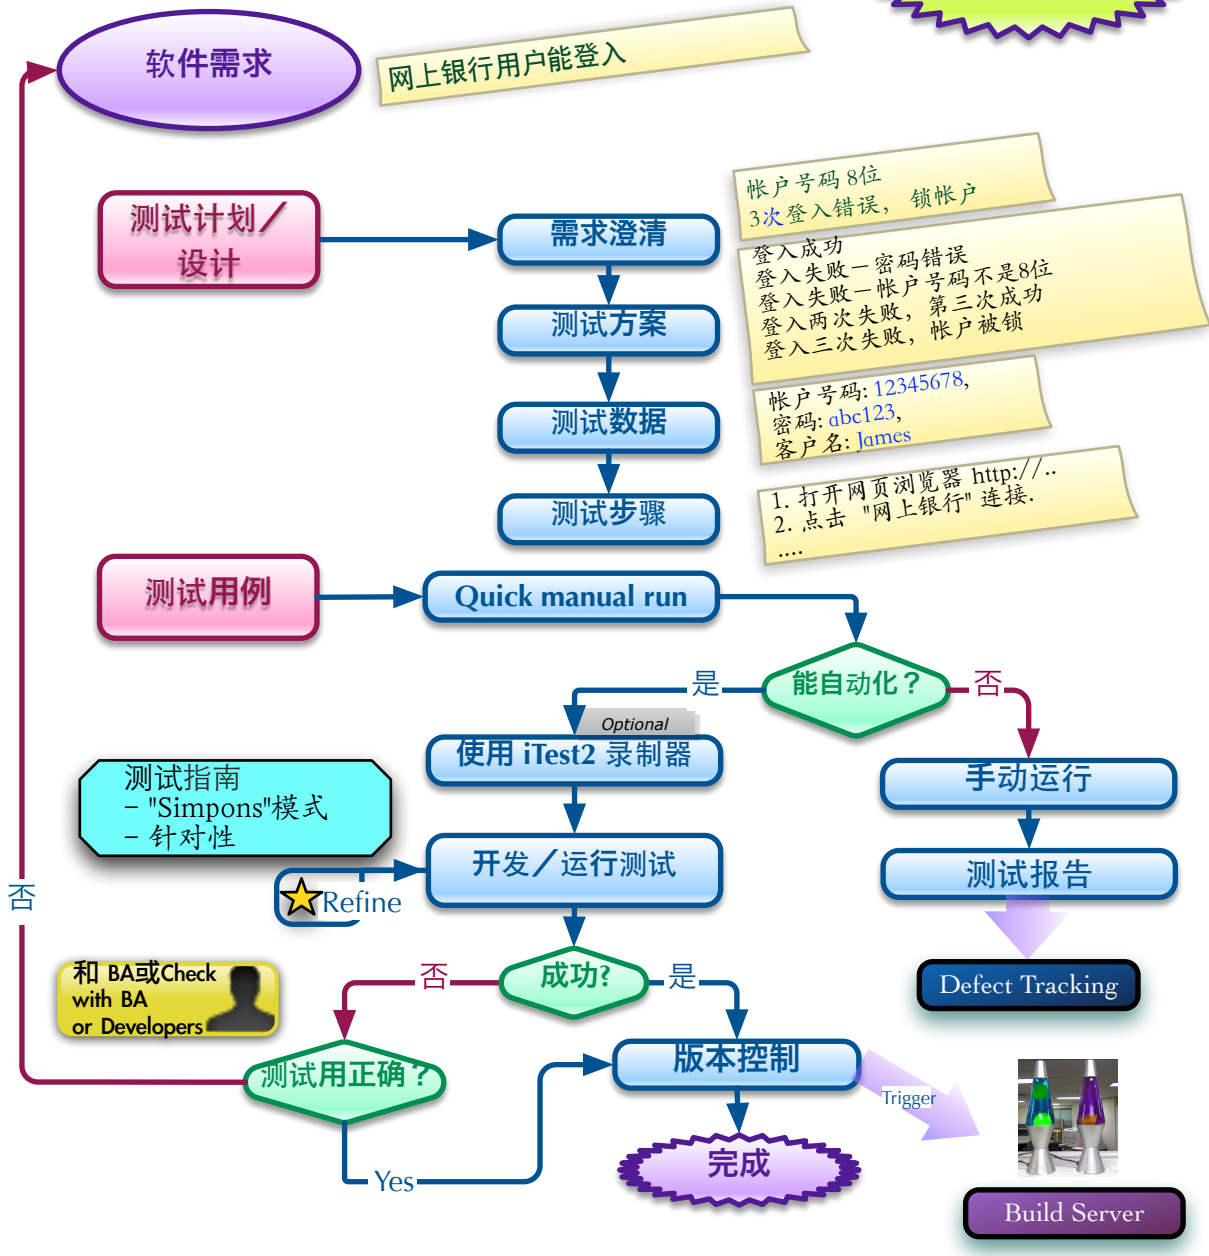 软件需求
网上银行用户能登入
测试计划／
设计
需求澄清
帐户号码 8位
3次登入错误， 锁帐户
登入成功
登入失败－密码错误
登入失败－帐户号码不是8位
登入两次失败，第三次成功
登入三次失败，帐户被锁
测试方案
测试数据
帐户号码: 12345678,
密码: abc123,
客户名: James
测试步骤
1. 打开网页浏览器 http://..
2. 点击 "网上银行" 连接.
....
测试用例
Quick manual run
能自动化？
是
否
Optional
使用 iTest2 录制器
手动运行
测试指南
– "Simpons"模式
– 针对性
开发／运行测试
测试报告
Refine
否
和 BA或Check
with BA
or Developers
否
成功?
是
Defect Tracking
测试用正确？
版本控制
Trigger
完成
Yes
Build Server